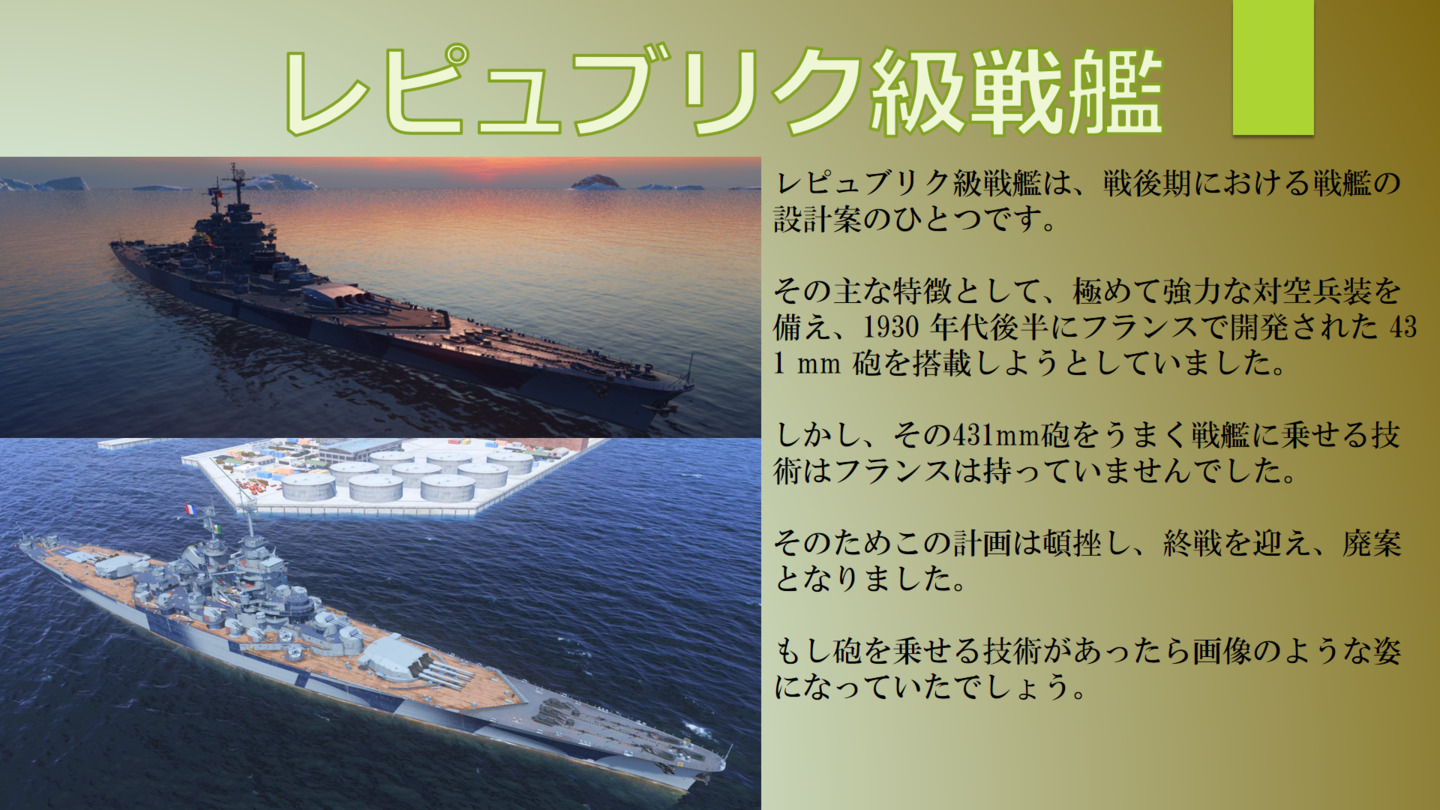 レピュブリク級戦艦
レピュブリク級戦艦は、戦後期における戦艦の
設計案のひとつです。
その主な特徴として、極めて強力な対空兵装を
備え、1930 年代後半にフランスで開発された 43
1 mm 砲を搭載しようとしていました。
しかし、その431mm砲をうまく戦艦に乗せる技
術はフランスは持っていませんでした。
そのためこの計画は頓挫し、終戦を迎え、廃案
となりました。
もし砲を乗せる技術があったら画像のような姿
になっていたでしょう。